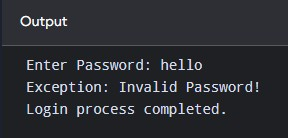 Output
Enter Password: hello
Exception: Invalid Password!
Login process completed.